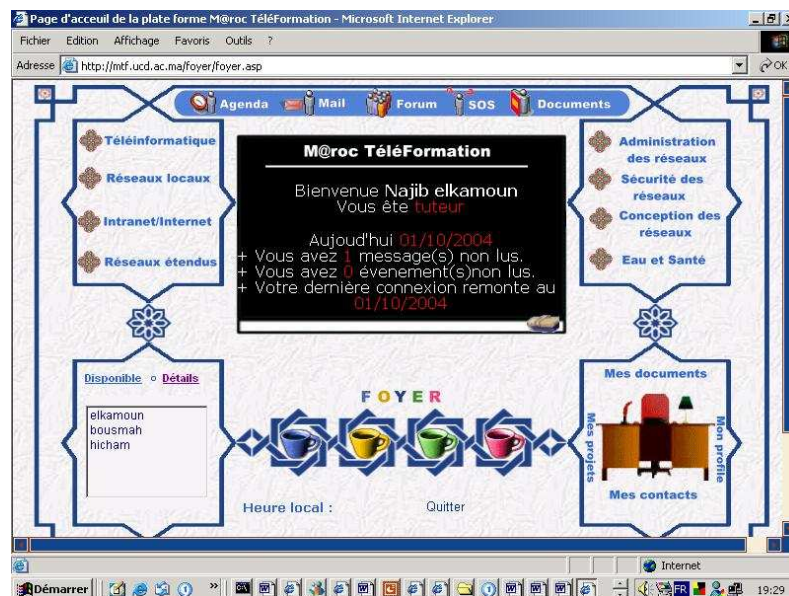 Page d'acceuil de la plate forme M@roc TéléFormation - Microsoft Internet Explorer
Fichier Edition Affichage Favoris Outils ?
Adresse http://mtf.ucd.ac.ma/foyer/foyer.asp OK
Agenda Mail Forum SOS Documents
Téléinformatique
Réseaux locaux
Intranet/Internet
Réseaux étendus
M@roc TéléFormation
Bienvenue Najib elkamoun
Vous ête tuteur
Aujoud'hui 01/10/2004
+ Vous avez 1 message(s) non lus.
+ Vous avez 0 évenement(s)non lus.
+ Votre dernière connexion remonte au
01/10/2004
Administration
des réseaux
Sécurité des
réseaux
Conception des
réseaux
Eau et Santé
Disponible Détails
elkamoun
bousmah
hicham
FOYER
Heure local :
Quitter
Mes documents
Mes projets
Mon profile
Mes contacts
Internet
Démarrer
»
FR
19:29